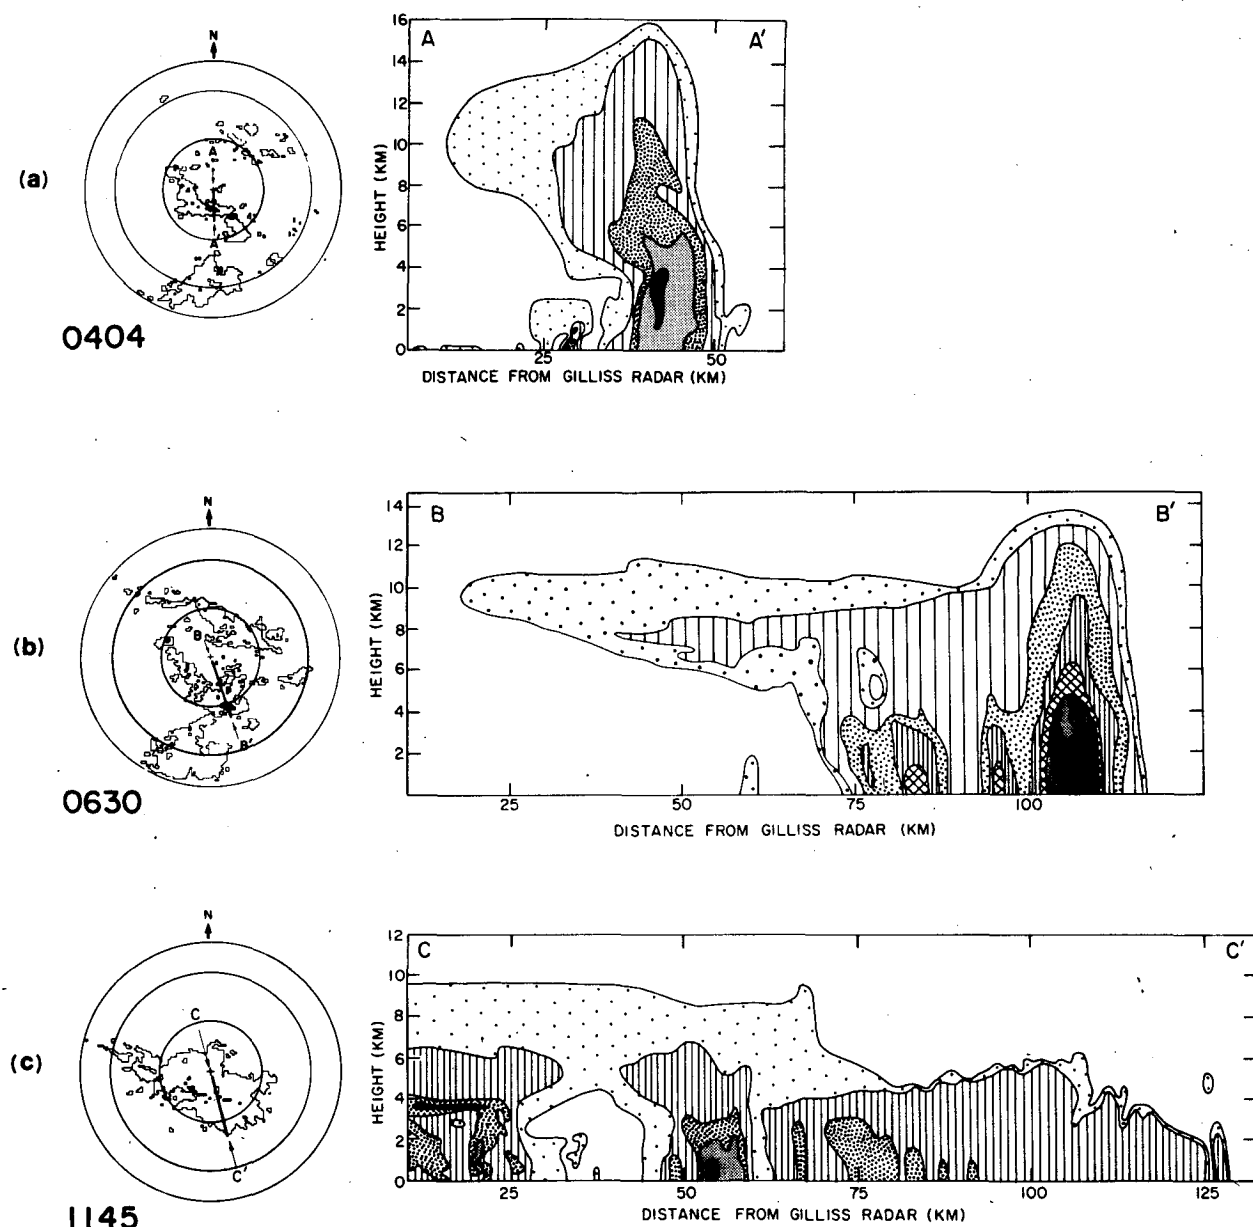 (a)
N
A
A
0404
A
A'
16
14
12
10
8
6
4
2
0
HEIGHT (KM)
25
50
DISTANCE FROM GILLISS RADAR (KM)
(b)
N
B
B'
0630
B
B'
14
12
10
8
6
4
2
HEIGHT (KM)
25
50
75
100
DISTANCE FROM GILLISS RADAR (KM)
(c)
N
C
C'
1145
C
C'
12
10
8
6
4
2
0
HEIGHT (KM)
25
50
75
100
125
DISTANCE FROM GILLISS RADAR (KM)